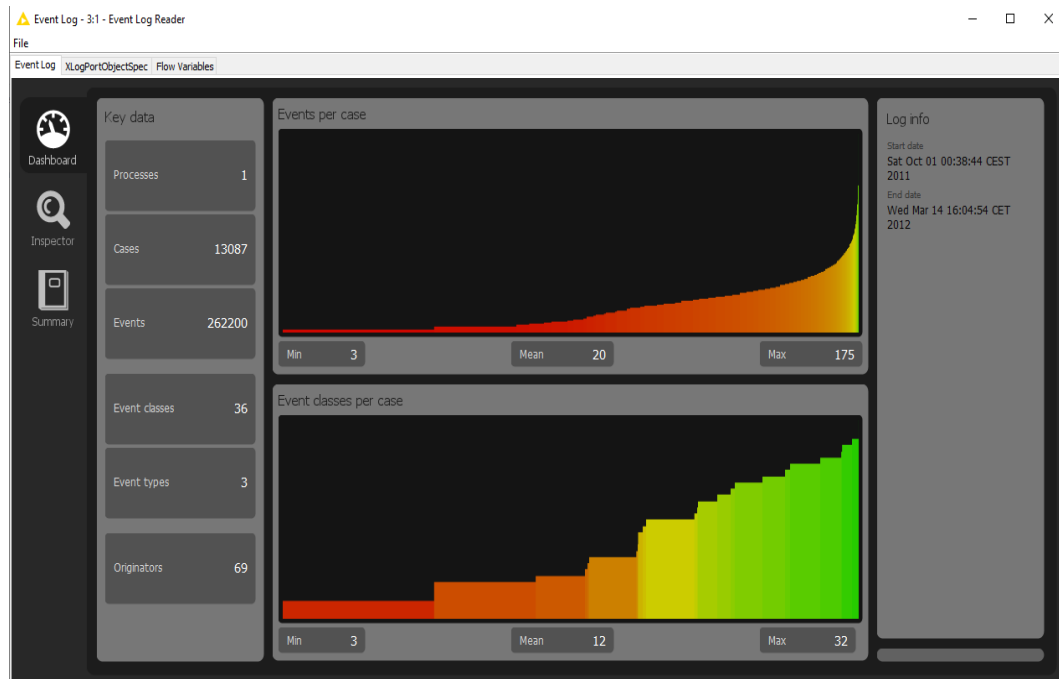 Event Log - 3:1 - Event Log Reader
File
Event Log XLogPortObjectSpec Flow Variables
Dashboard
Inspector
Summary
Key data
Processes 1
Cases 13087
Events 262200
Event classes 36
Event types 3
Originators 69
Events per case
Min 3 Mean 20 Max 175
Event classes per case
Min 3 Mean 12 Max 32
Log info
Start date
Sat Oct 01 00:38:44 CEST
2011
End date
Wed Mar 14 16:04:54 CET
2012